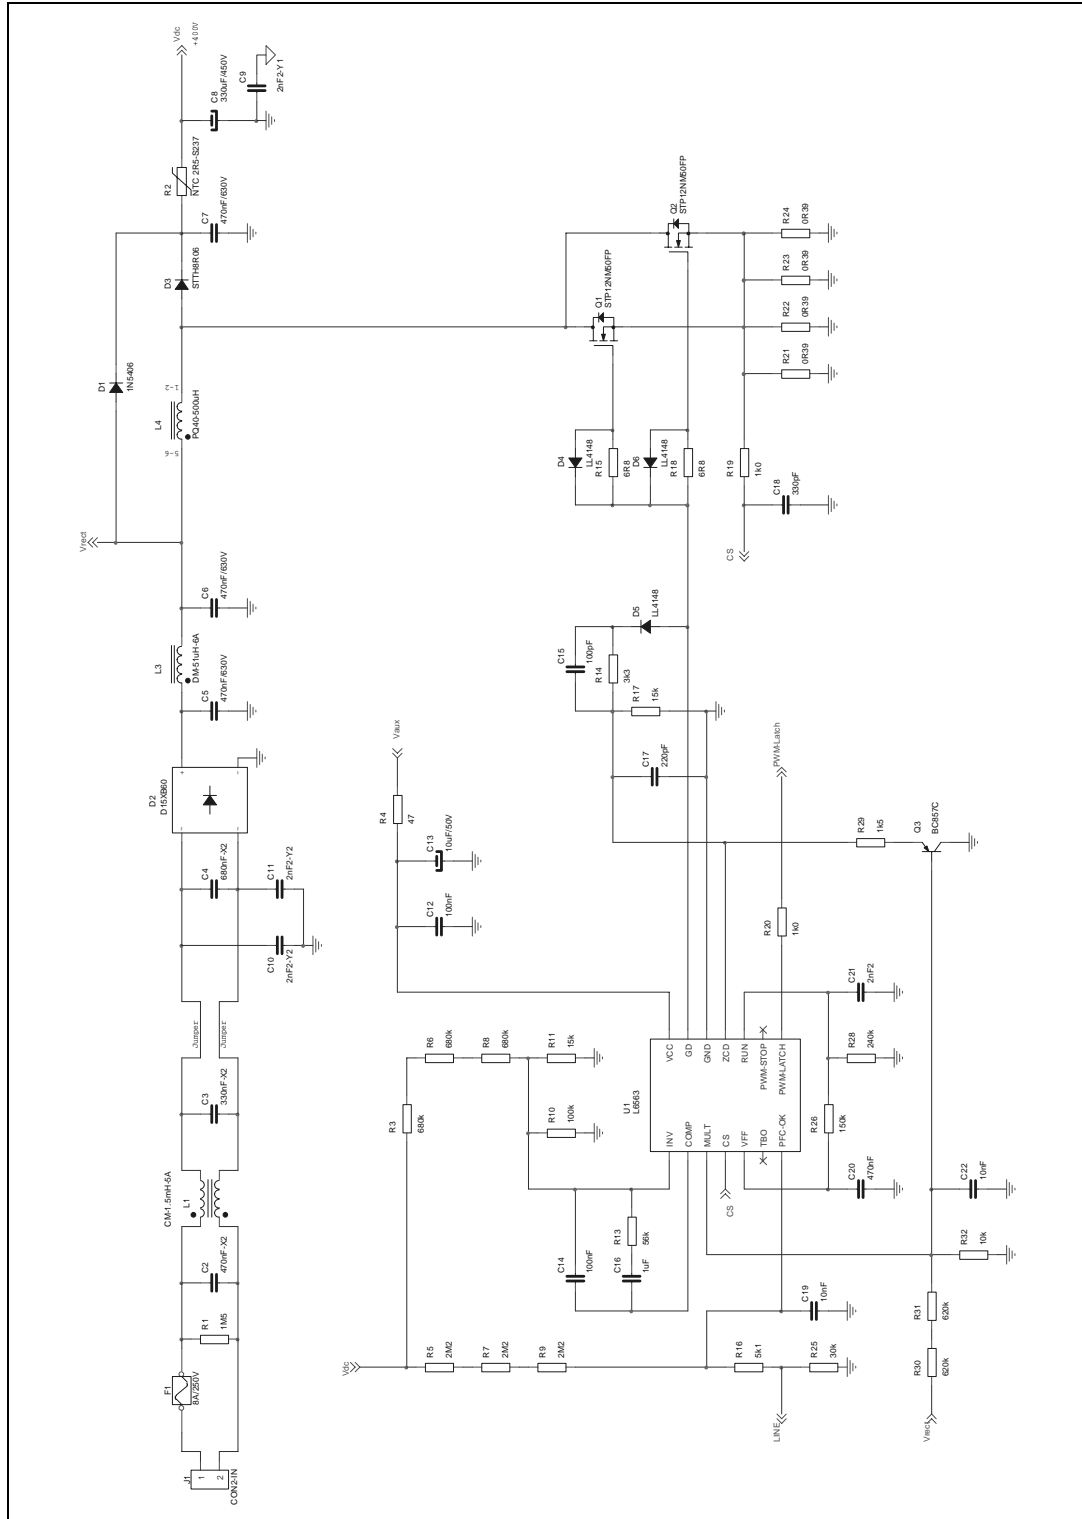 J1
1
2
CON2-IN
F1
8A/250V
R1
1M5
C2
470nF-X2
CM-1.5mH-5A
L1
C3
330nF-X2
Jumper
Jumper
C10
2nF2-Y2
C11
2nF2-Y2
C4
680nF-X2
D2
D15XB60
~
~
+
-
C5
470nF/630V
L3
DM-51uH-6A
C6
470nF/630V
Vrect
D1
1N5406
L4
5-6
1-2
PQ40-500uH
D3
STTH8R06
C7
470nF/630V
R2
NTC 2R5-S237
C8
330uF/450V
C9
2nF2-Y1
Vdc
+400V
Vdc
R3
680k
R6
680k
R8
680k
R11
15k
R10
100k
R5
2M2
R7
2M2
R9
2M2
C14
100nF
C16
1uF
R13
56k
C12
100nF
C13
10uF/50V
R4
47
Vaux
U1
L6563
INV
COMP
MULT
CS
VFF
TBO
PFC-OK
VCC
GD
GND
ZCD
RUN
PWM-STOP
PWM-LATCH
CS
R16
5k1
R25
30k
LINE
C19
10nF
C20
470nF
R26
150k
R28
240k
C21
2nF2
R20
1k0
PWM-Latch
Vrect
R30
620k
R31
620k
R32
10k
C22
10nF
Q3
BC857C
R29
1k5
C17
220pF
R17
15k
R14
3k3
C15
100pF
D5
LL4148
D4
LL4148
R15
6R8
D6
LL4148
R18
6R8
CS
C18
330pF
R19
1k0
Q1
STP12NM50FP
Q2
STP12NM50FP
R21
0R39
R22
0R39
R23
0R39
R24
0R39